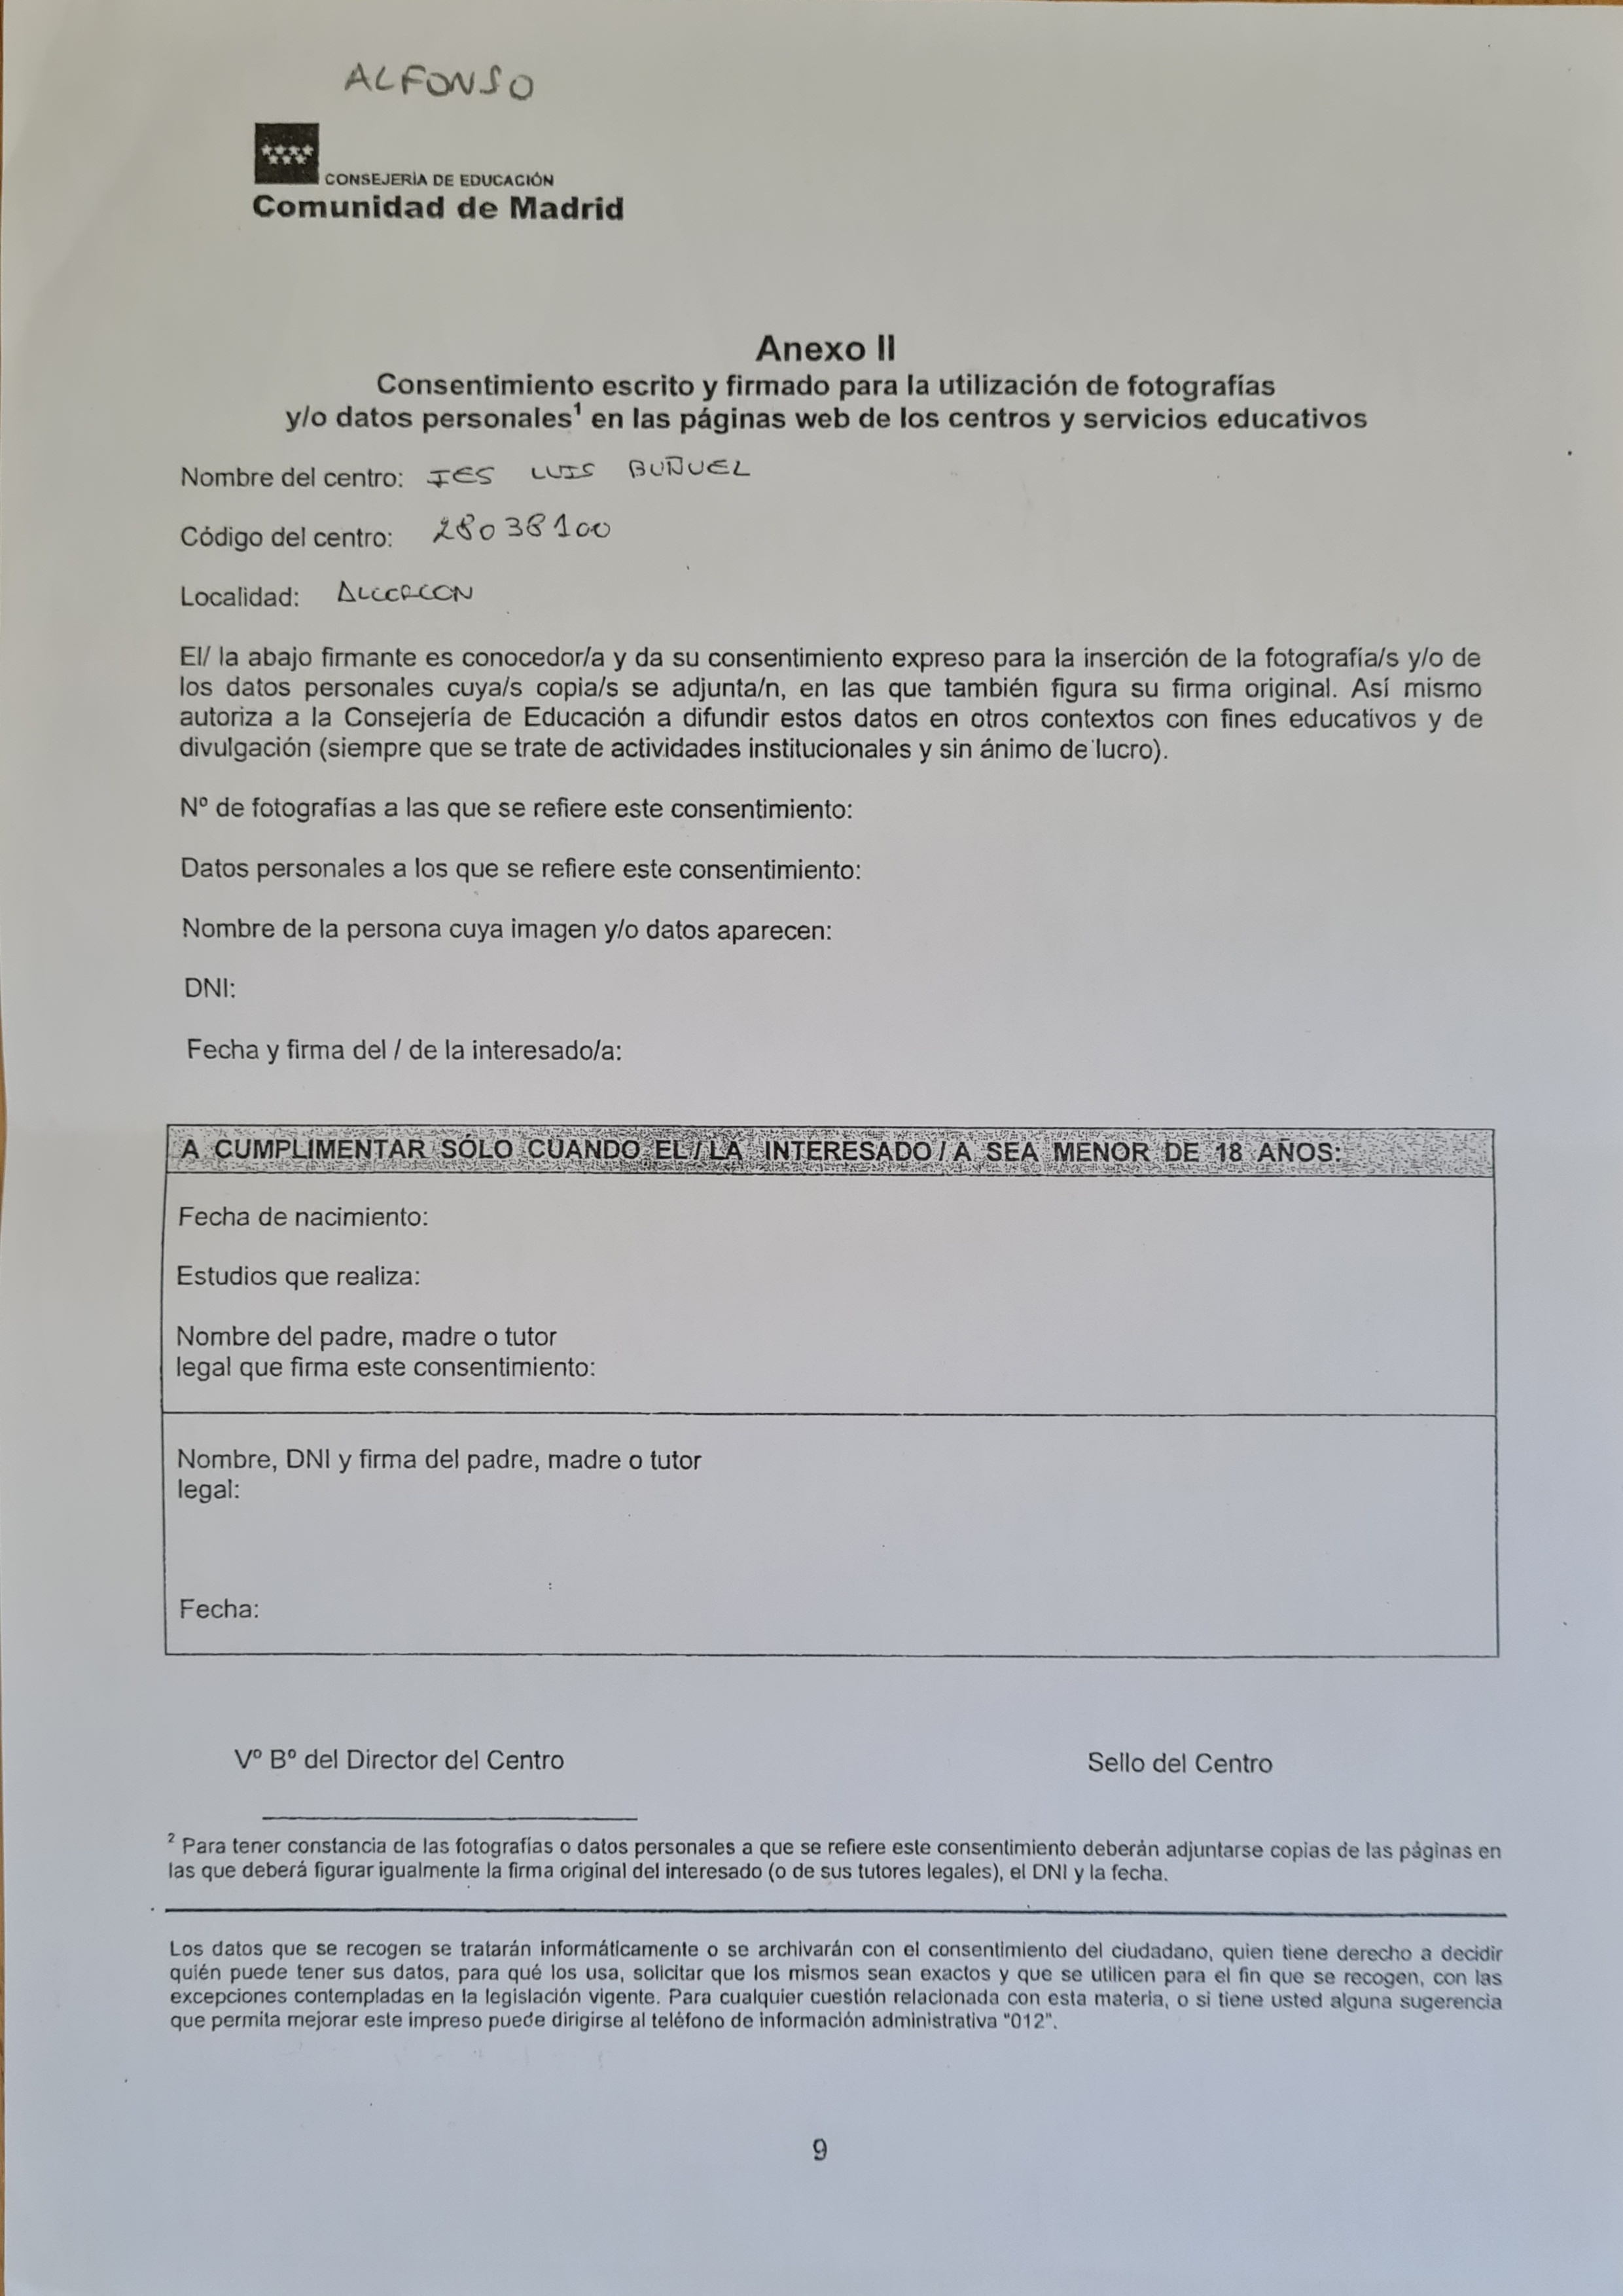 ALFONSO
CONSEJERÍA DE EDUCACIÓN
Comunidad de Madrid
Anexo II
Consentimiento escrito y firmado para la utilización de fotografías
y/o datos personales¹ en las páginas web de los centros y servicios educativos
Nombre del centro: IES LUIS BUÑUEL
Código del centro: 28038100
Localidad: ALCORCON
El/ la abajo firmante es conocedor/a y da su consentimiento expreso para la inserción de la fotografía/s y/o de
los datos personales cuya/s copia/s se adjunta/n, en las que también figura su firma original. Así mismo
autoriza a la Consejería de Educación a difundir estos datos en otros contextos con fines educativos y de
divulgación (siempre que se trate de actividades institucionales y sin ánimo de lucro).
Nº de fotografías a las que se refiere este consentimiento:
Datos personales a los que se refiere este consentimiento:
Nombre de la persona cuya imagen y/o datos aparecen:
DNI:
Fecha y firma del / de la interesado/a:
A CUMPLIMENTAR SÓLO CUANDO EL / LA INTERESADO / A SEA MENOR DE 18 AÑOS:
Fecha de nacimiento:
Estudios que realiza:
Nombre del padre, madre o tutor
legal que firma este consentimiento:
Nombre, DNI y firma del padre, madre o tutor
legal:
Fecha:
Vº Bº del Director del Centro
Sello del Centro
² Para tener constancia de las fotografías o datos personales a que se refiere este consentimiento deberán adjuntarse copias de las páginas en
las que deberá figurar igualmente la firma original del interesado (o de sus tutores legales), el DNI y la fecha.
Los datos que se recogen se tratarán informáticamente o se archivarán con el consentimiento del ciudadano, quien tiene derecho a decidir
quién puede tener sus datos, para qué los usa, solicitar que los mismos sean exactos y que se utilicen para el fin que se recogen, con las
excepciones contempladas en la legislación vigente. Para cualquier cuestión relacionada con esta materia, o si tiene usted alguna sugerencia
que permita mejorar este impreso puede dirigirse al teléfono de información administrativa "012".
9